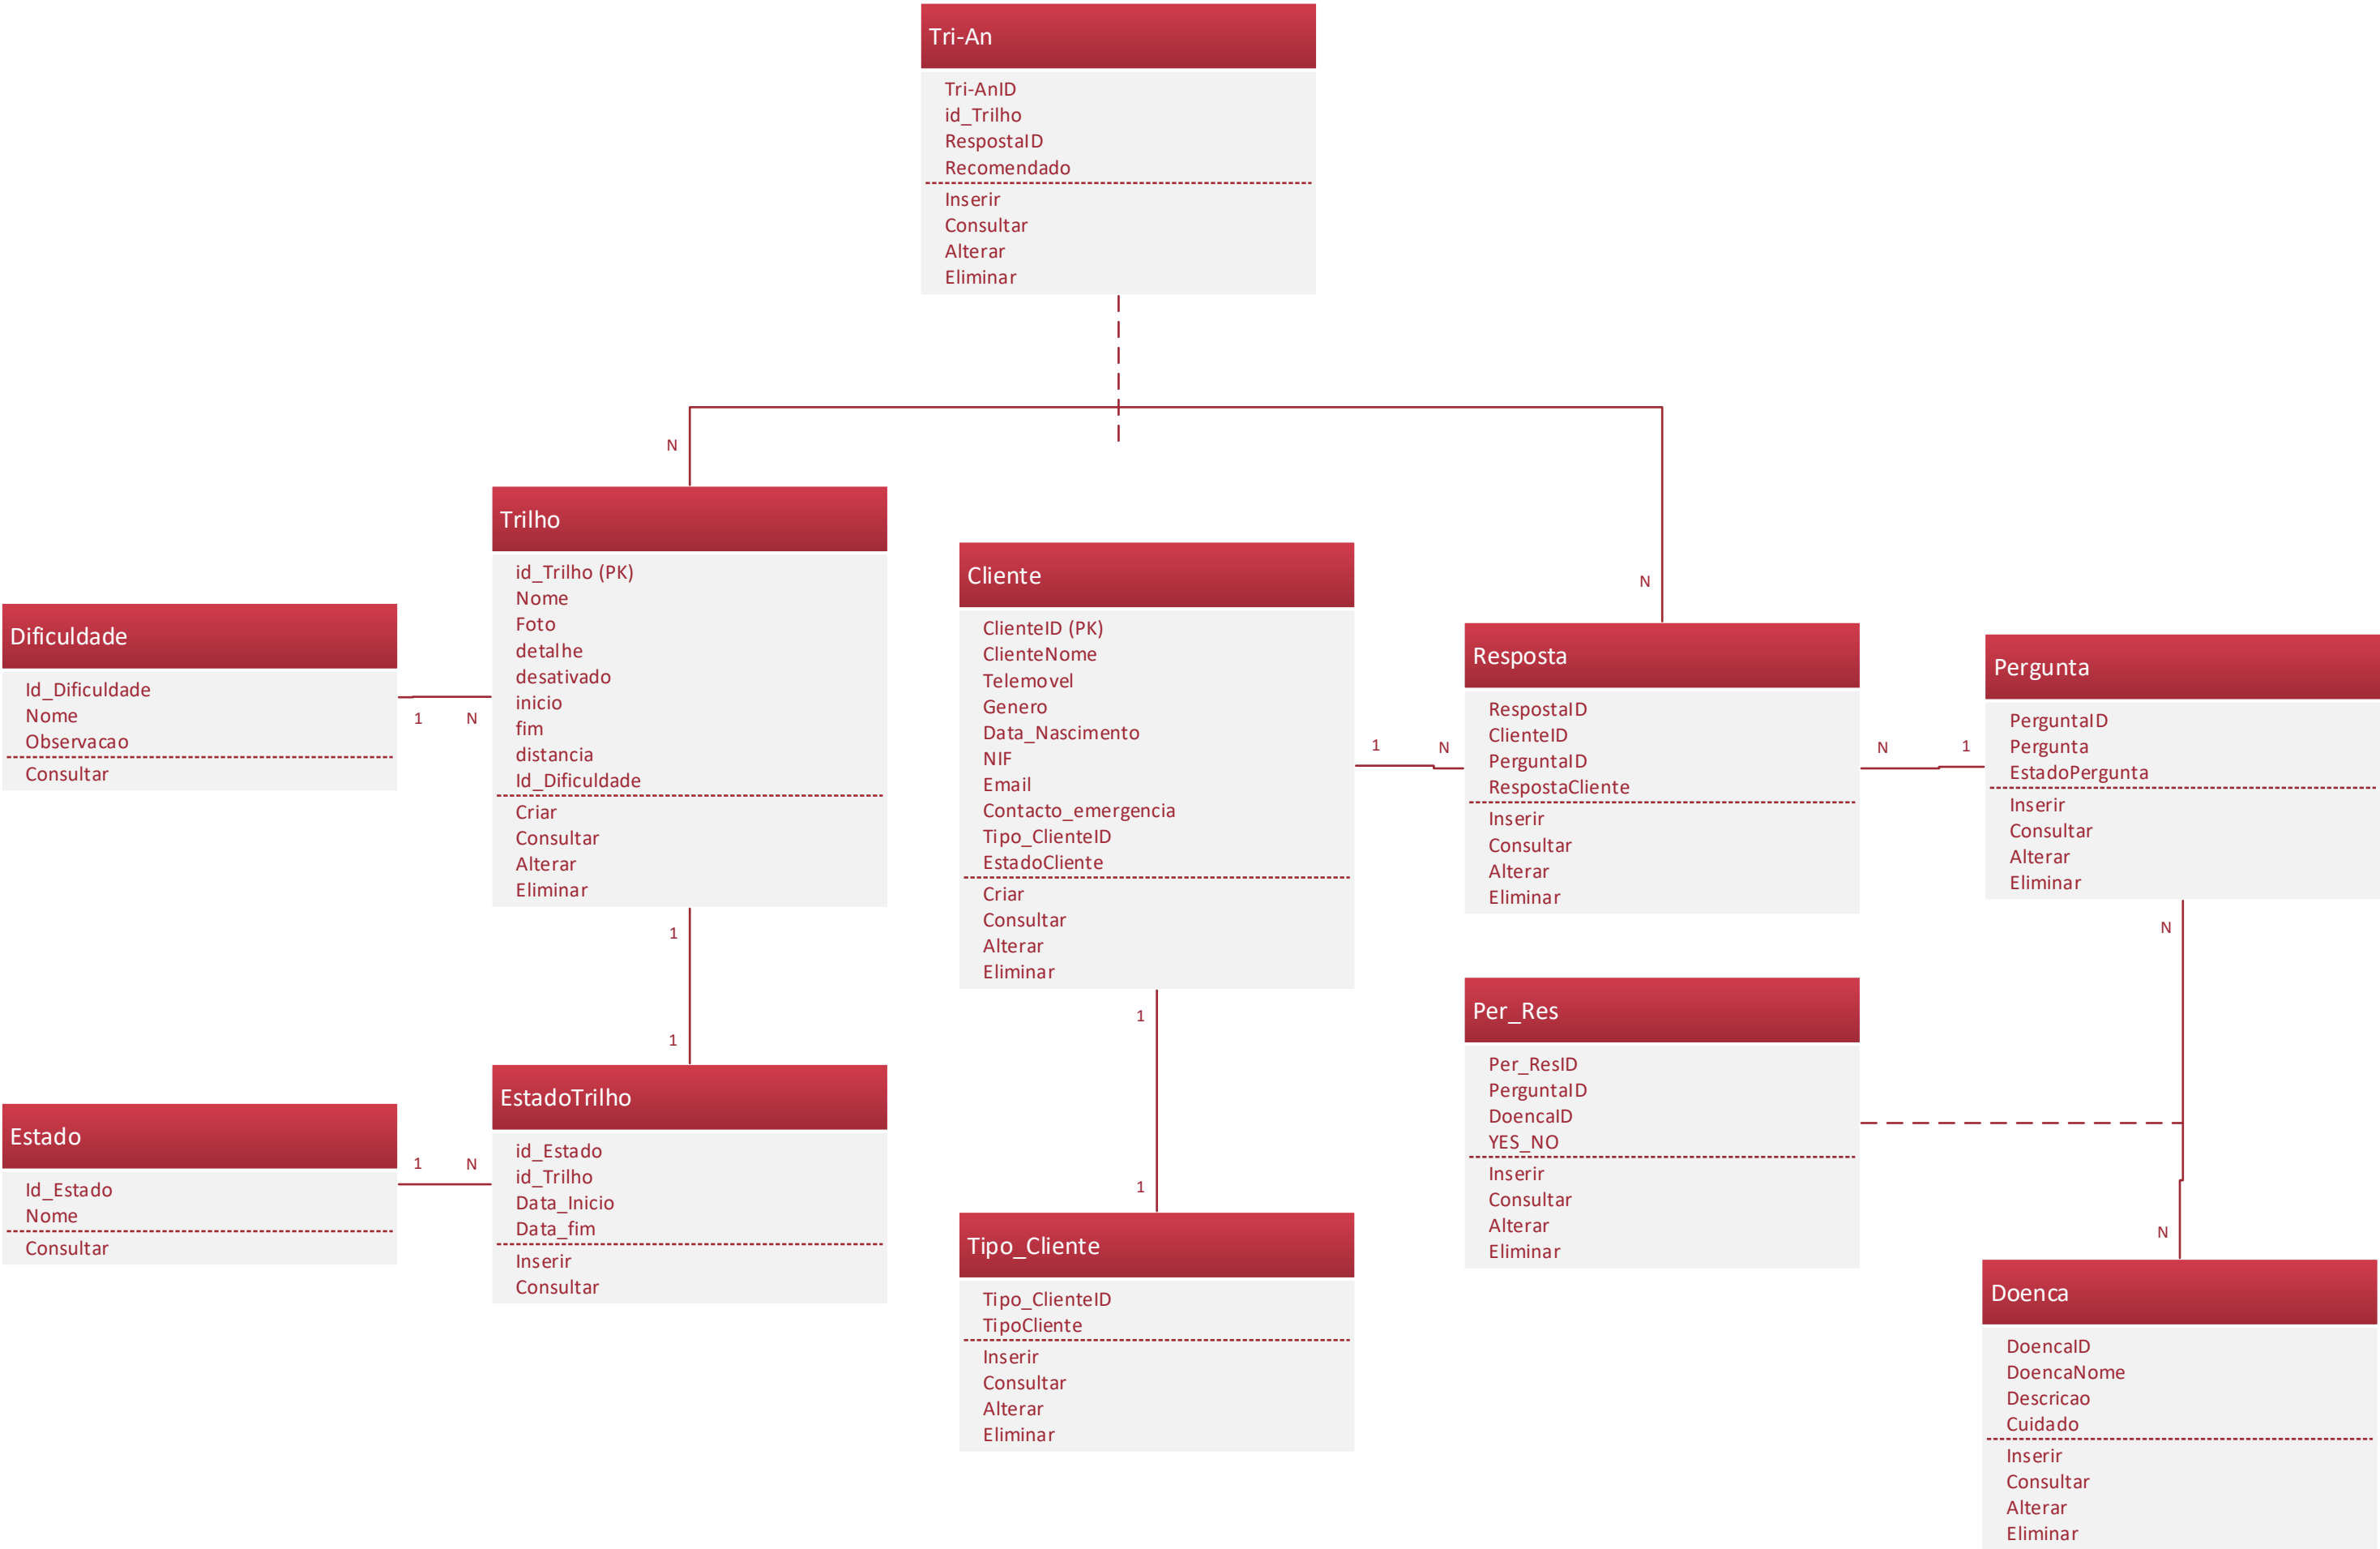 Tri-An
Tri-AnID
id_Trilho
RespostaID
Recomendado
Inserir
Consultar
Alterar
Eliminar
N
N
Trilho
id_Trilho (PK)
Nome
Foto
detalhe
desativado
inicio
fim
distancia
Id_Dificuldade
Criar
Consultar
Alterar
Eliminar
Dificuldade
Id_Dificuldade
Nome
Observacao
Consultar
1 N
Cliente
ClienteID (PK)
ClienteNome
Telemovel
Genero
Data_Nascimento
NIF
Email
Contacto_emergencia
Tipo_ClienteID
EstadoCliente
Criar
Consultar
Alterar
Eliminar
1 N
Resposta
RespostaID
ClienteID
PerguntaID
RespostaCliente
Inserir
Consultar
Alterar
Eliminar
N 1
Pergunta
PerguntaID
Pergunta
EstadoPergunta
Inserir
Consultar
Alterar
Eliminar
1
1
EstadoTrilho
id_Estado
id_Trilho
Data_Inicio
Data_fim
Inserir
Consultar
Estado
Id_Estado
Nome
Consultar
1 N
1
1
Tipo_Cliente
Tipo_ClienteID
TipoCliente
Inserir
Consultar
Alterar
Eliminar
Per_Res
Per_ResID
PerguntaID
DoencaID
YES_NO
Inserir
Consultar
Alterar
Eliminar
N
N
Doenca
DoencaID
DoencaNome
Descricao
Cuidado
Inserir
Consultar
Alterar
Eliminar